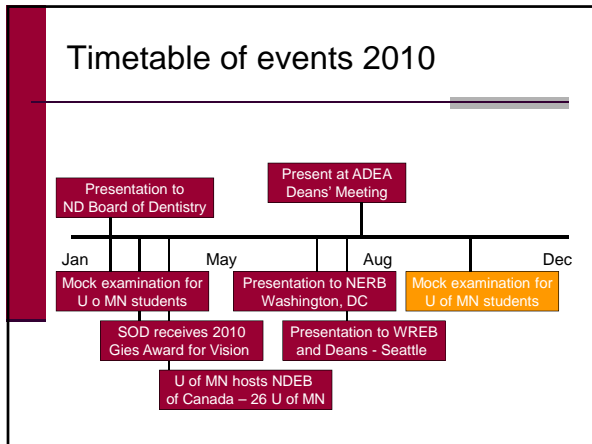 Timetable of events 2010
Present at ADEA
Deans' Meeting
Presentation to
ND Board of Dentistry
Jan
May
Aug
Dec
Mock examination for
U o MN students
Presentation to NERB
Washington, DC
Mock examination for
U of MN students
SOD receives 2010
Gies Award for Vision
Presentation to WREB
and Deans - Seattle
U of MN hosts NDEB
of Canada – 26 U of MN